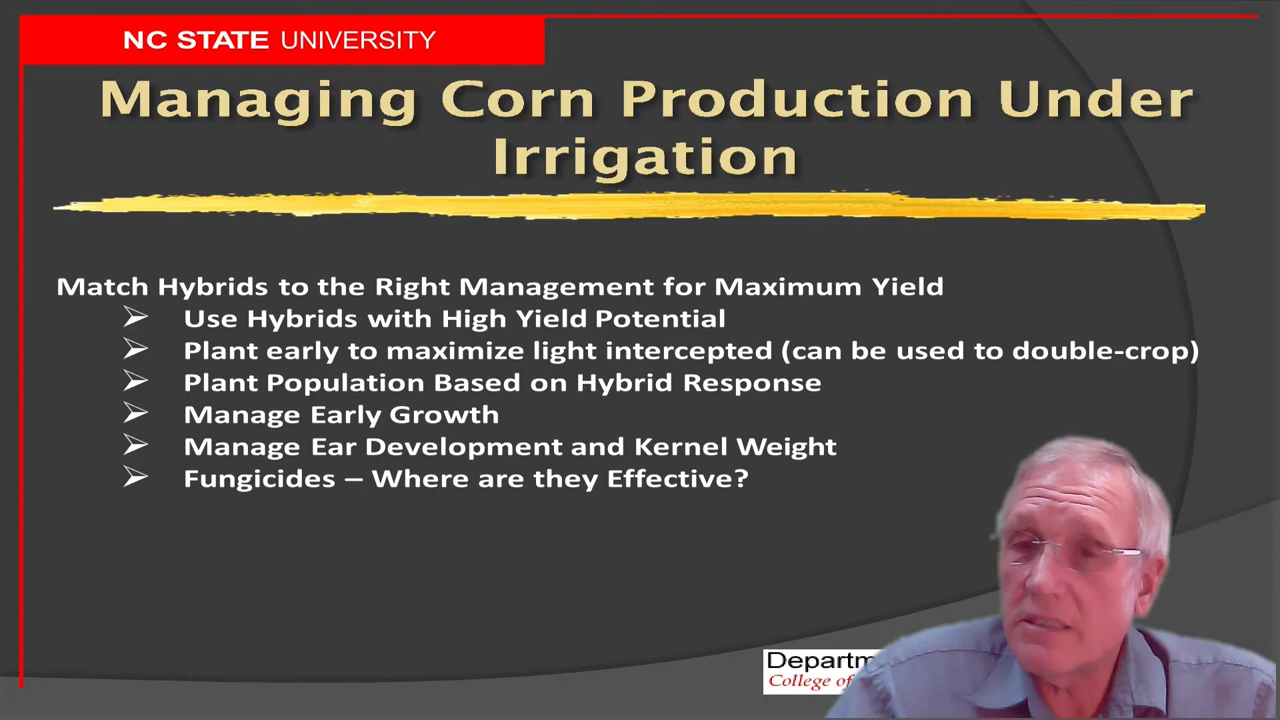 NC STATE UNIVERSITY
Managing Corn Production Under
Irrigation
Match Hybrids to the Right Management for Maximum Yield
Use Hybrids with High Yield Potential
Plant early to maximize light intercepted (can be used to double-crop)
Plant Population Based on Hybrid Response
Manage Early Growth
Manage Ear Development and Kernel Weight
Fungicides – Where are they Effective?
College of